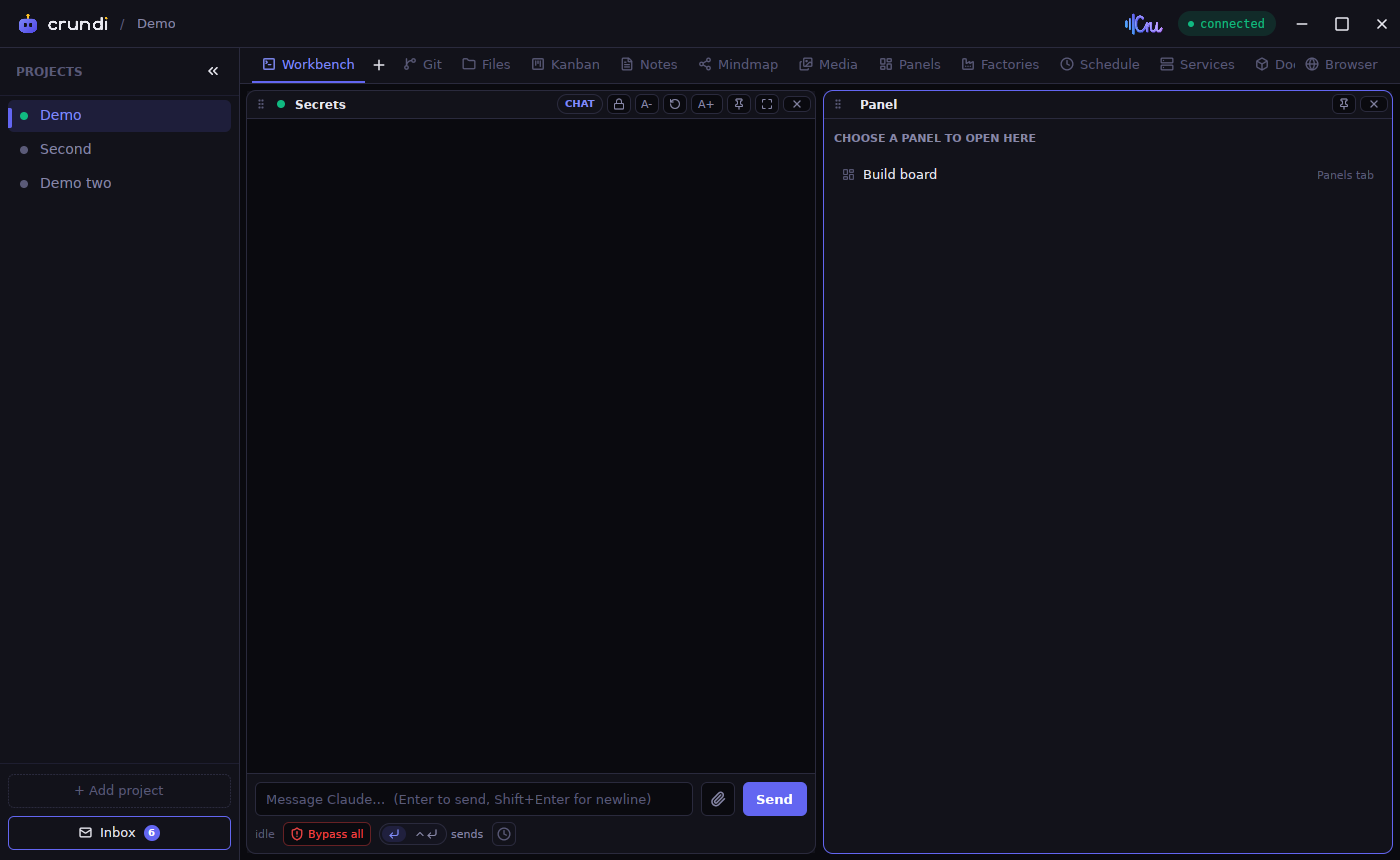 crundi / Demo
Cru
connected
PROJECTS
Workbench
Git
Files
Kanban
Notes
Mindmap
Media
Panels
Factories
Schedule
Services
Browser
Demo
Second
Demo two
Secrets
CHAT
A-
A+
Panel
CHOOSE A PANEL TO OPEN HERE
Build board
Panels tab
+ Add project
Inbox 6
Message Claude... (Enter to send, Shift+Enter for newline)
Send
idle
Bypass all
sends